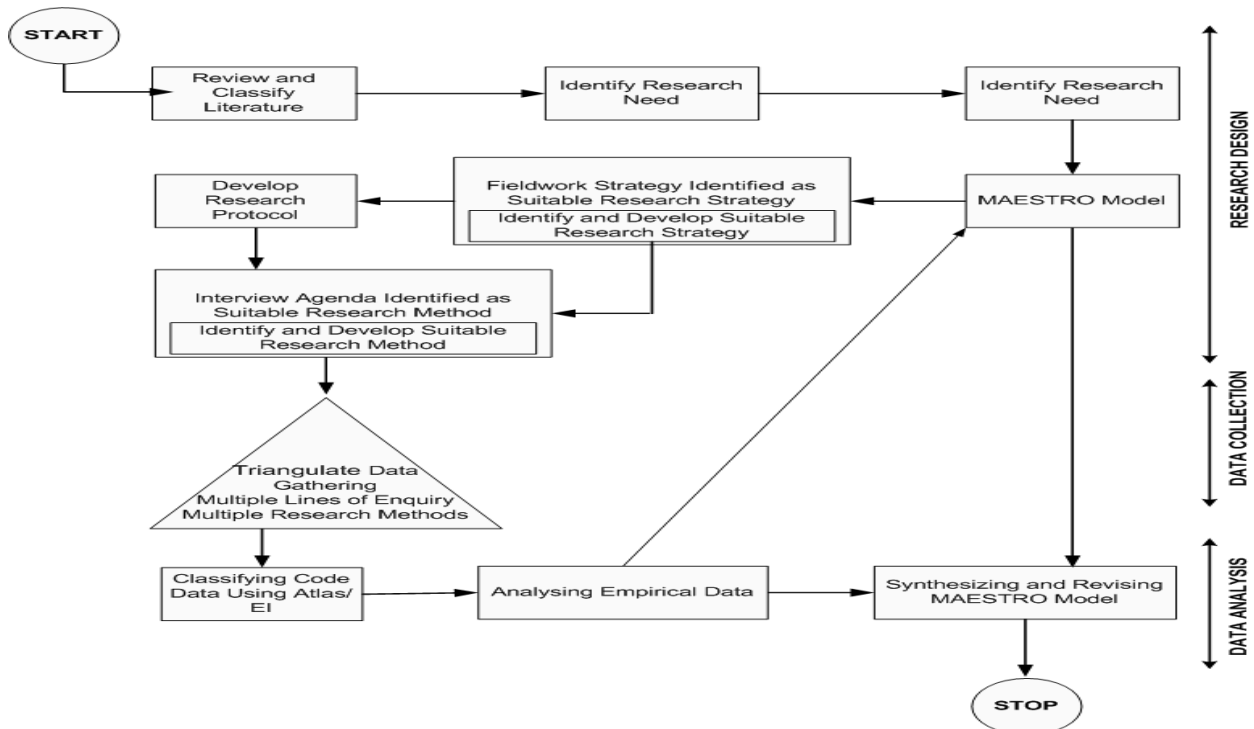 START
Review and
Classify
Literature
Identify Research
Need
Identify Research
Need
Develop
Research
Protocol
Fieldwork Strategy Identified as
Suitable Research Strategy
Identify and Develop Suitable
Research Strategy
MAESTRO Model
Interview Agenda Identified as
Suitable Research Method
Identify and Develop Suitable
Research Method
Triangulate Data
Gathering
Multiple Lines of Enquiry
Multiple Research Methods
Classifying Code
Data Using Atlas/
EI
Analysing Empirical Data
Synthesizing and Revising
MAESTRO Model
STOP
RESEARCH DESIGN
DATA COLLECTION
DATA ANALYSIS